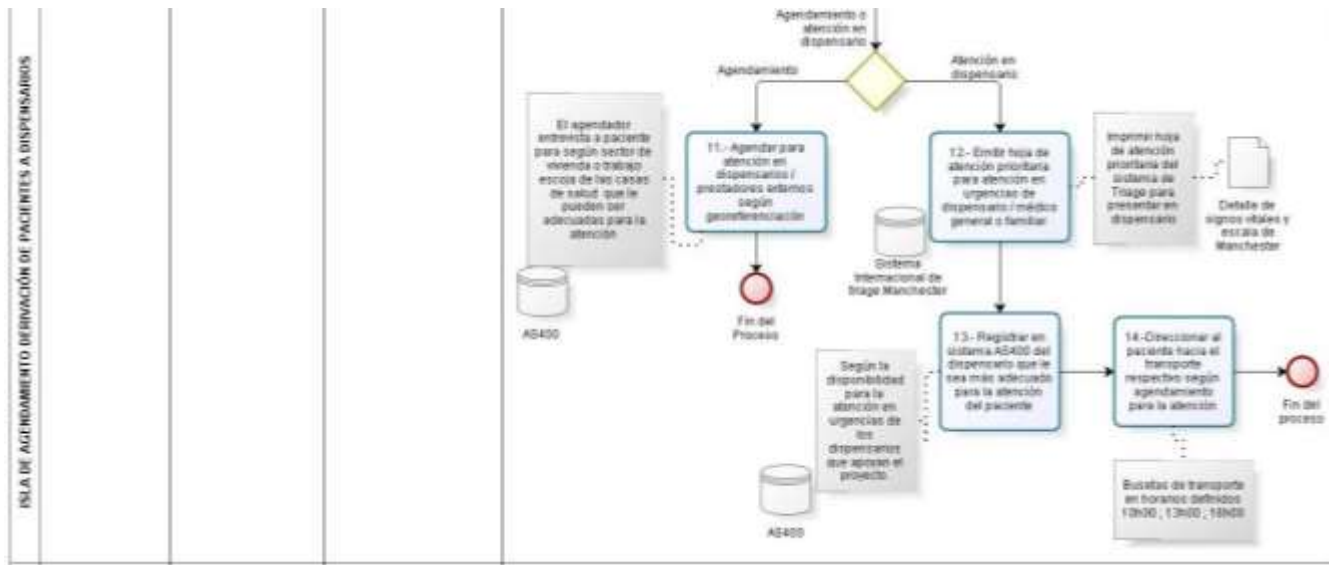 ISLA DE AGENDAMIENTO DERIVACIÓN DE PACIENTES A DISPENSARIOS
Agendamiento o
atención en
dispensario
Agendamiento
Atención en
dispensario
El agendador
entrevista a paciente
para según sector de
vivienda o trabajo
escoja de las casas
de salud que le
pueden ser
adecuadas para la
atención
AS400
11.- Agendar para
atención en
dispensarios /
prestadores externos
según
georeferenciación
Fin del
Proceso
12.- Emitir hoja de
atención prioritaria
para atención en
urgencias de
dispensario / médico
general o familiar
Sistema
Internacional de
triage Manchester
Imprimir hoja
de atención
prioritaria del
sistema de
Triage para
presentar en
dispensario
Detalle de
signos vitales y
escala de
Manchester
Según la
disponibilidad
para la
atención en
urgencias de
los
dispensarios
que apoyan el
proyecto.
AS400
13.- Registrar en
sistema AS400 del
dispensario que le
sea más adecuado
para la atención
del paciente
14.-Direccionar al
paciente hacia el
transporte
respectivo según
agendamiento
para la atención
Fin del
proceso
Busetas de transporte
en horarios definidos
10h00 , 13h00 , 16h00